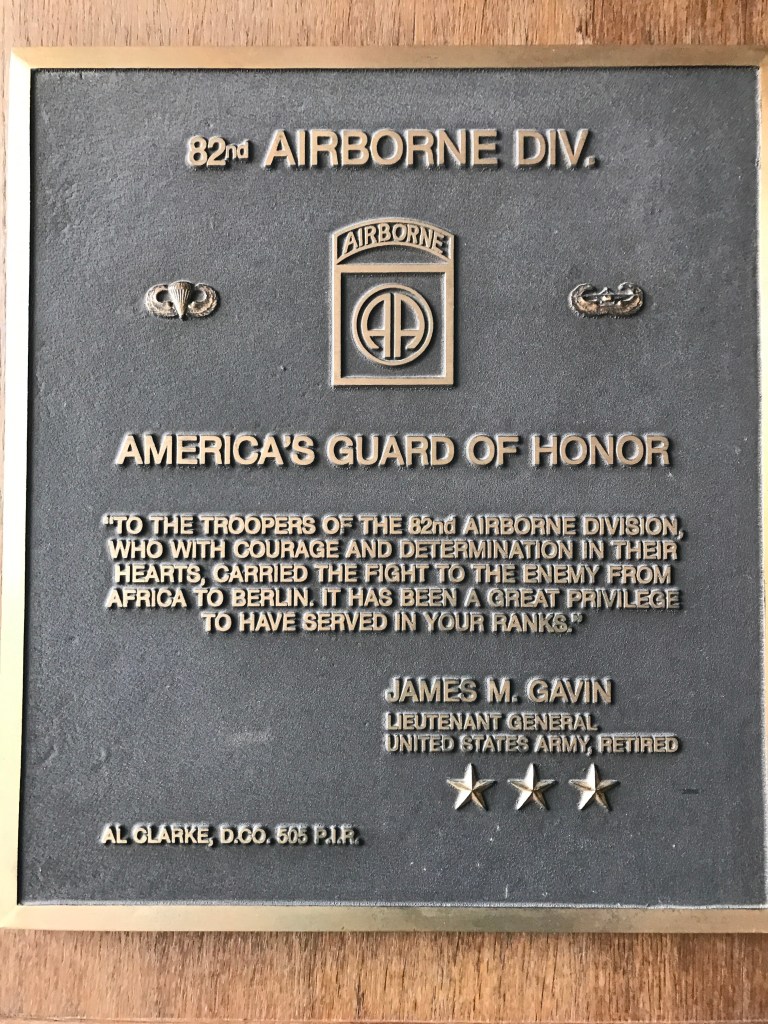 82nd AIRBORNE DIV.
AIRBORNE
AA
AMERICA'S GUARD OF HONOR
"TO THE TROOPERS OF THE 82nd AIRBORNE DIVISION,
WHO WITH COURAGE AND DETERMINATION IN THEIR
HEARTS, CARRIED THE FIGHT TO THE ENEMY FROM
AFRICA TO BERLIN. IT HAS BEEN A GREAT PRIVILEGE
TO HAVE SERVED IN YOUR RANKS."
JAMES M. GAVIN
LIEUTENANT GENERAL
UNITED STATES ARMY, RETIRED
AL CLARKE, D.CO. 505 P.I.R.